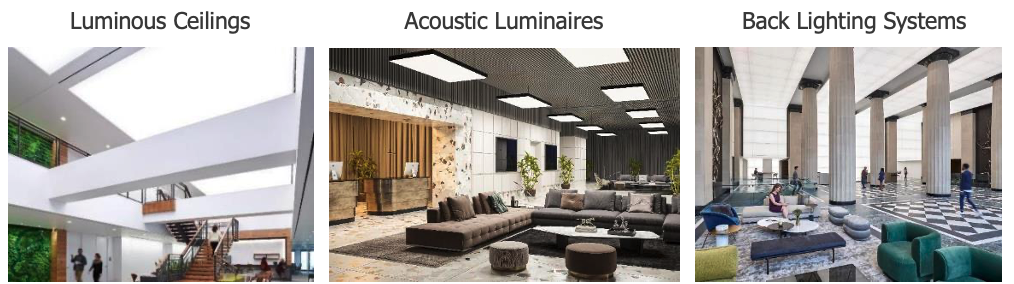 Luminous Ceilings
Acoustic Luminaires
Back Lighting Systems